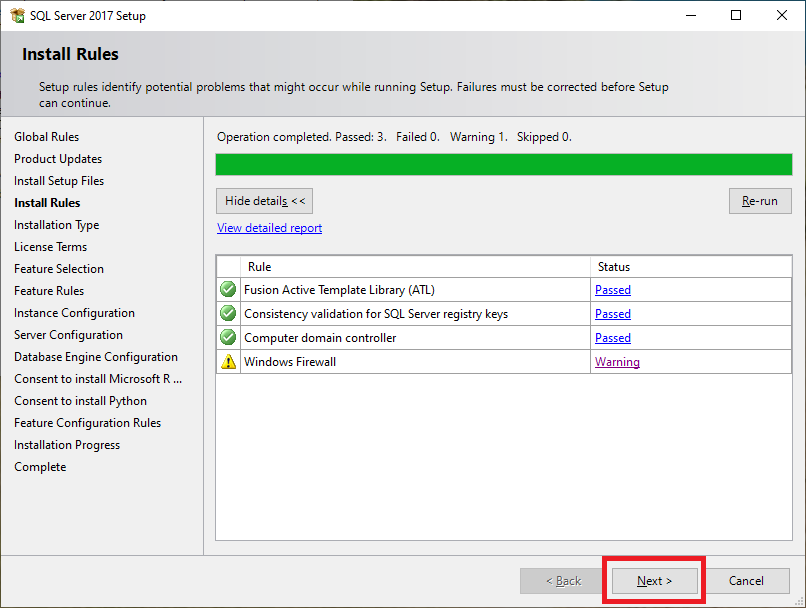 SQL Server 2017 Setup
Install Rules
Setup rules identify potential problems that might occur while running Setup. Failures must be corrected before Setup
can continue.
Global Rules
Product Updates
Install Setup Files
Install Rules
Installation Type
License Terms
Feature Selection
Feature Rules
Instance Configuration
Server Configuration
Database Engine Configuration
Consent to install Microsoft R ...
Consent to install Python
Feature Configuration Rules
Installation Progress
Complete
Operation completed. Passed: 3. Failed 0. Warning 1. Skipped 0.
Hide details <<
Re-run
View detailed report
Rule Status
Fusion Active Template Library (ATL) Passed
Consistency validation for SQL Server registry keys Passed
Computer domain controller Passed
Windows Firewall Warning
< Back Next > Cancel